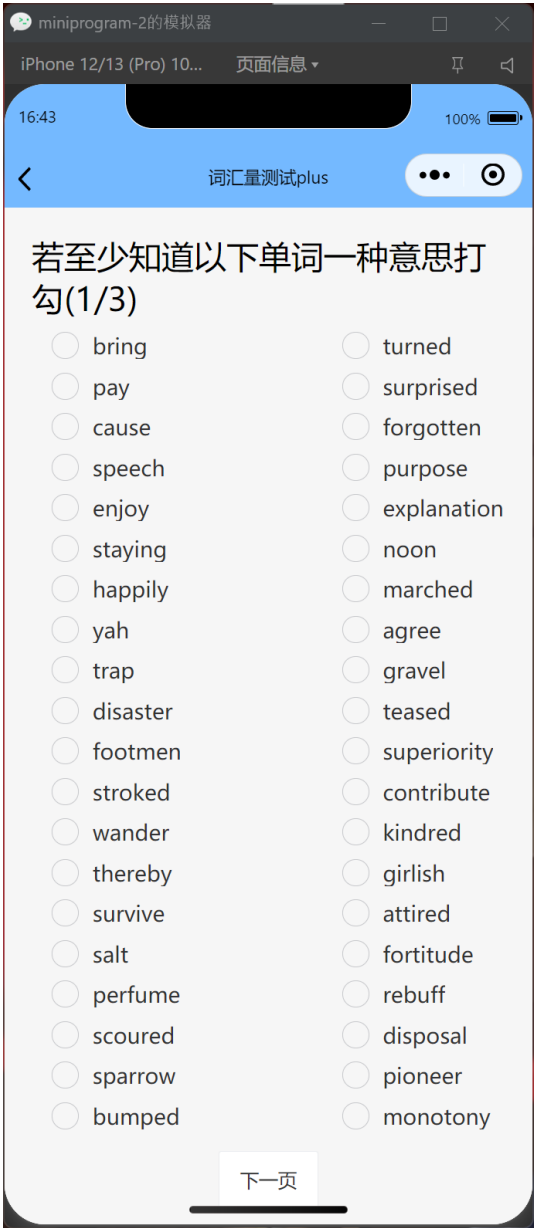 miniprogram-2的模拟器
iPhone 12/13 (Pro) 10... 页面信息
16:43 100%
词汇量测试plus
若至少知道以下单词一种意思打
勾(1/3)
bring turned
pay surprised
cause forgotten
speech purpose
enjoy explanation
staying noon
happily marched
yah agree
trap gravel
disaster teased
footmen superiority
stroked contribute
wander kindred
thereby girlish
survive attired
salt fortitude
perfume rebuff
scoured disposal
sparrow pioneer
bumped monotony
下一页